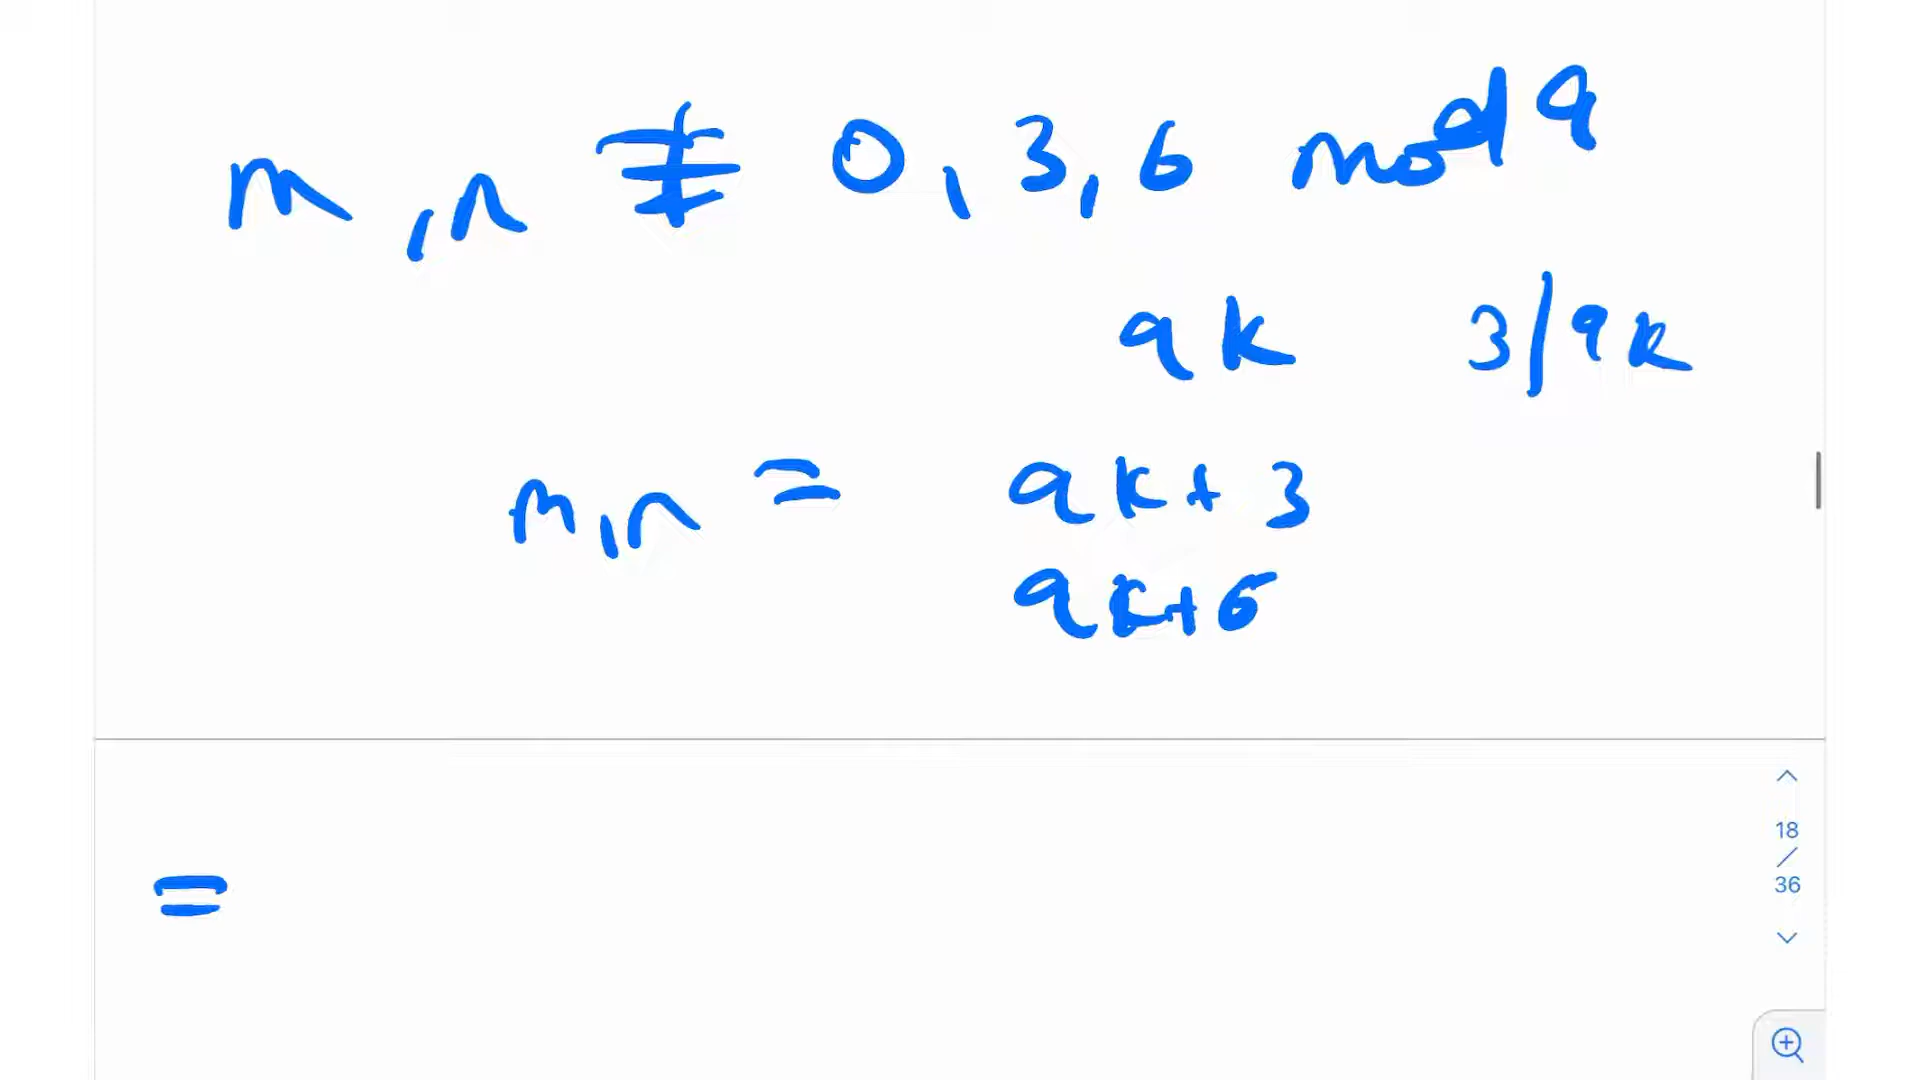 m, n ≢ 0, 3, 6 mod 9
9k 3/9k
m, n = 9k+3
9k+6
=
18
/
36